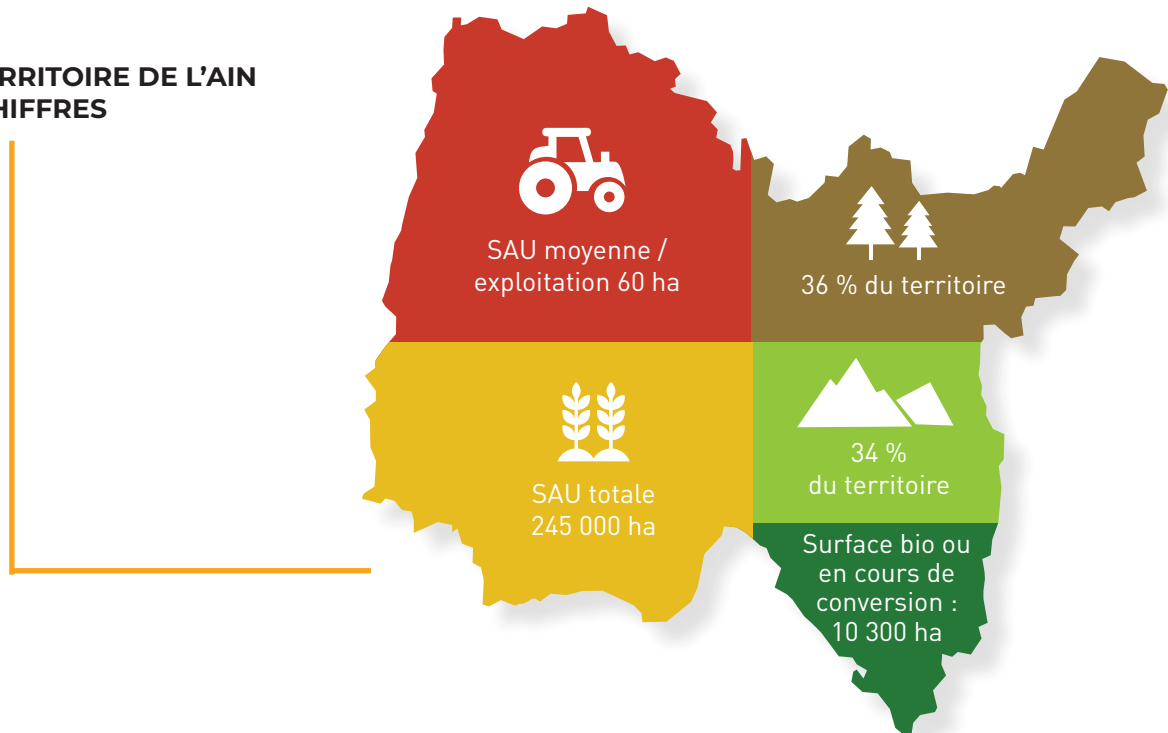 RRITOIRE DE L'AIN
HIFFRES
SAU moyenne /
exploitation 60 ha
36 % du territoire
SAU totale
245 000 ha
34 %
du territoire
Surface bio ou
en cours de
conversion :
10 300 ha